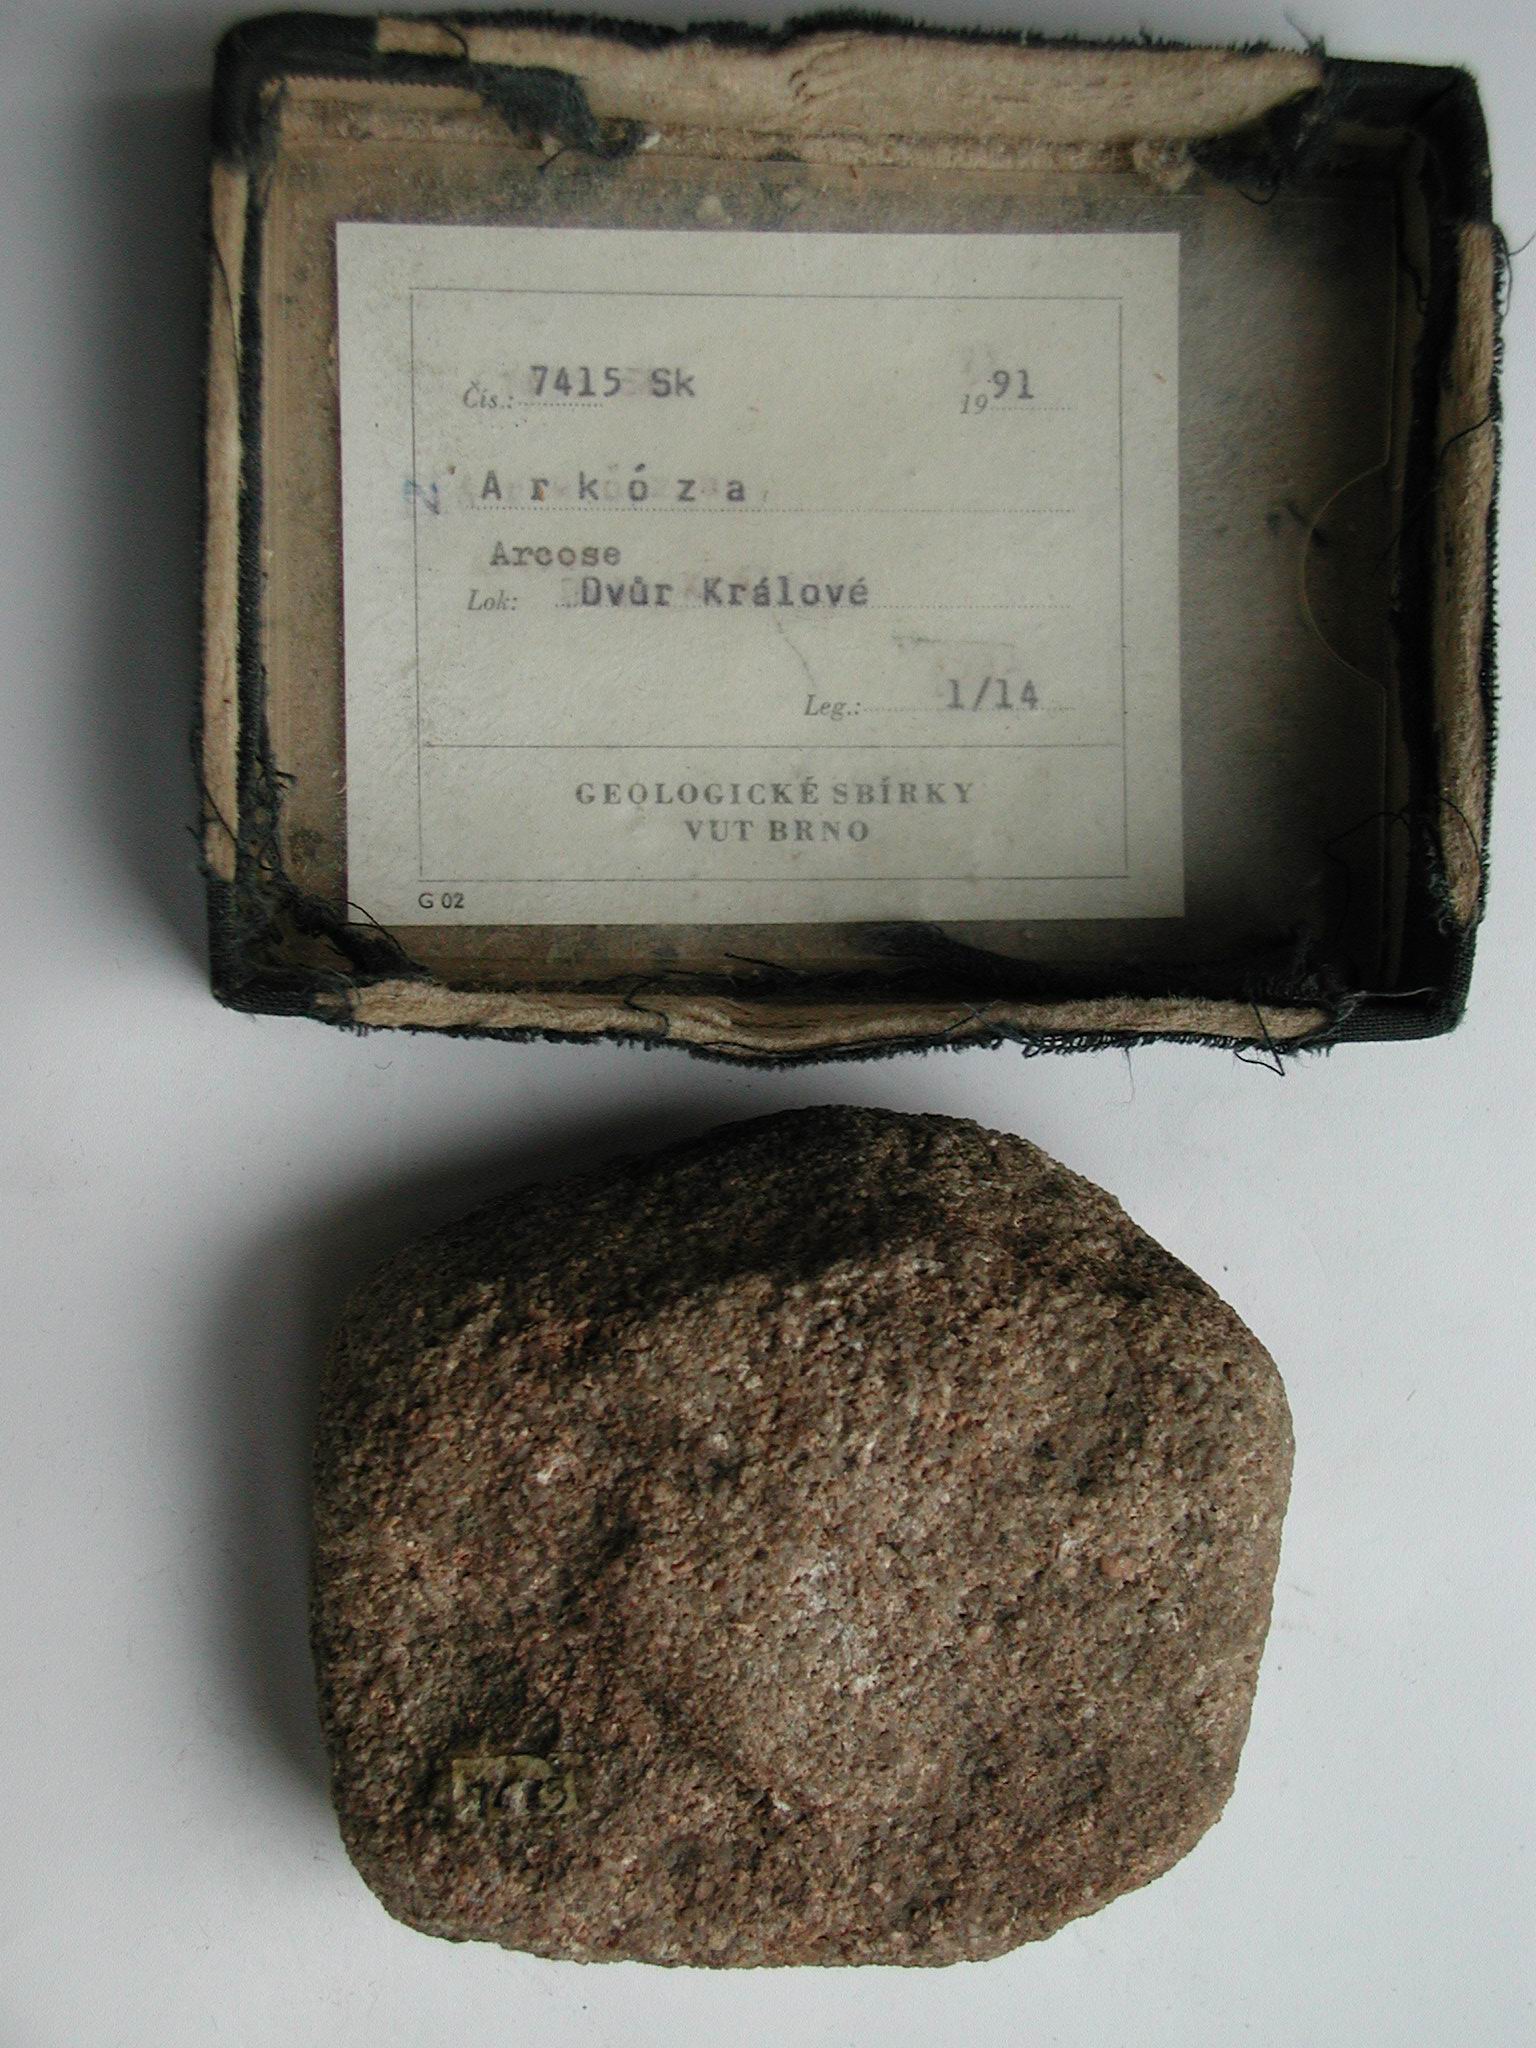 Čís.: 7415 Sk 1991
Arkóza
Arcose
Lok: Dvůr Králové
Leg.: 1/14
GEOLOGICKÉ SBÍRKY
VUT BRNO
G 02